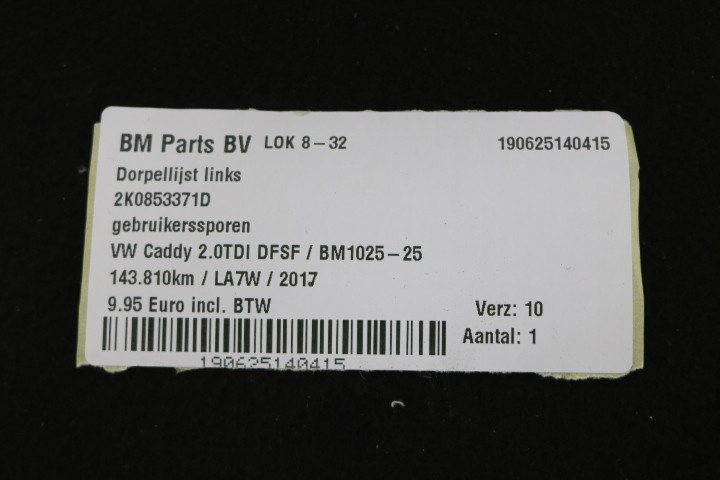 BM Parts BV LOK 8-32 190625140415
Dorpellijst links
2K0853371D
gebruikerssporen
VW Caddy 2.0TDI DFSF / BM1025-25
143.810km / LA7W / 2017
9.95 Euro incl. BTW Verz: 10
Aantal: 1
190625140415